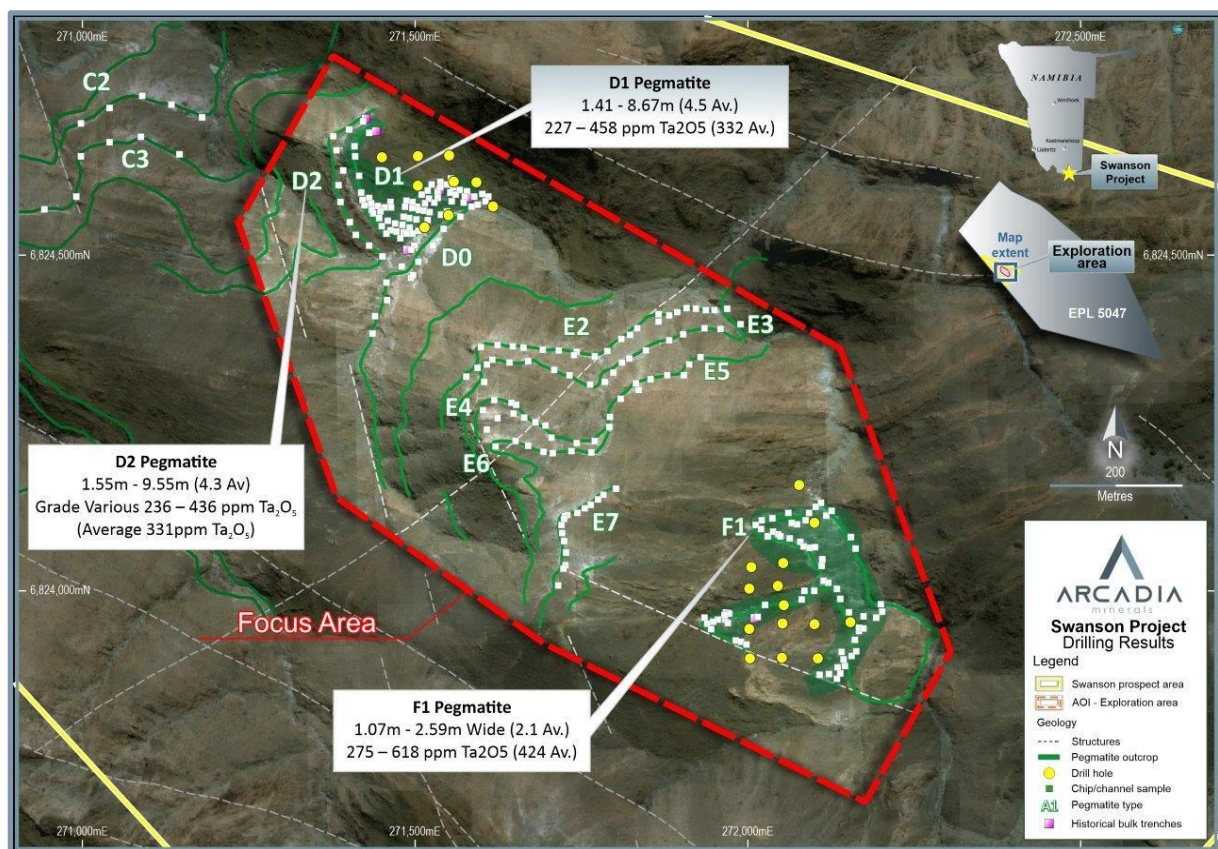 271,000mE
271,500mE
272,500mE
C2
C3
D2
D1
D0
D1 Pegmatite
1.41 - 8.67m (4.5 Av.)
227 – 458 ppm Ta2O5 (332 Av.)
NAMIBIA
Windhoek
Keetmanshoop
Lüderitz
Swanson
Project
6,824,500mN
6,824,500mN
Map
extent
Exploration
area
EPL 5047
E2
E3
E5
E4
E6
E7
F1
D2 Pegmatite
1.55m - 9.55m (4.3 Av)
Grade Various 236 – 436 ppm Ta₂O₅
(Average 331ppm Ta₂O₅)
N
200
Metres
6,824,000mN
Focus Area
F1 Pegmatite
1.07m - 2.59m Wide (2.1 Av.)
275 – 618 ppm Ta2O5 (424 Av.)
ARCADIA
minerals
Swanson Project
Drilling Results
Legend
Swanson prospect area
AOI - Exploration area
Geology
Structures
Pegmatite outcrop
Drill hole
Chip/channel sample
A1 Pegmatite type
Historical bulk trenches
271,000mE
271,500mE
272,000mE